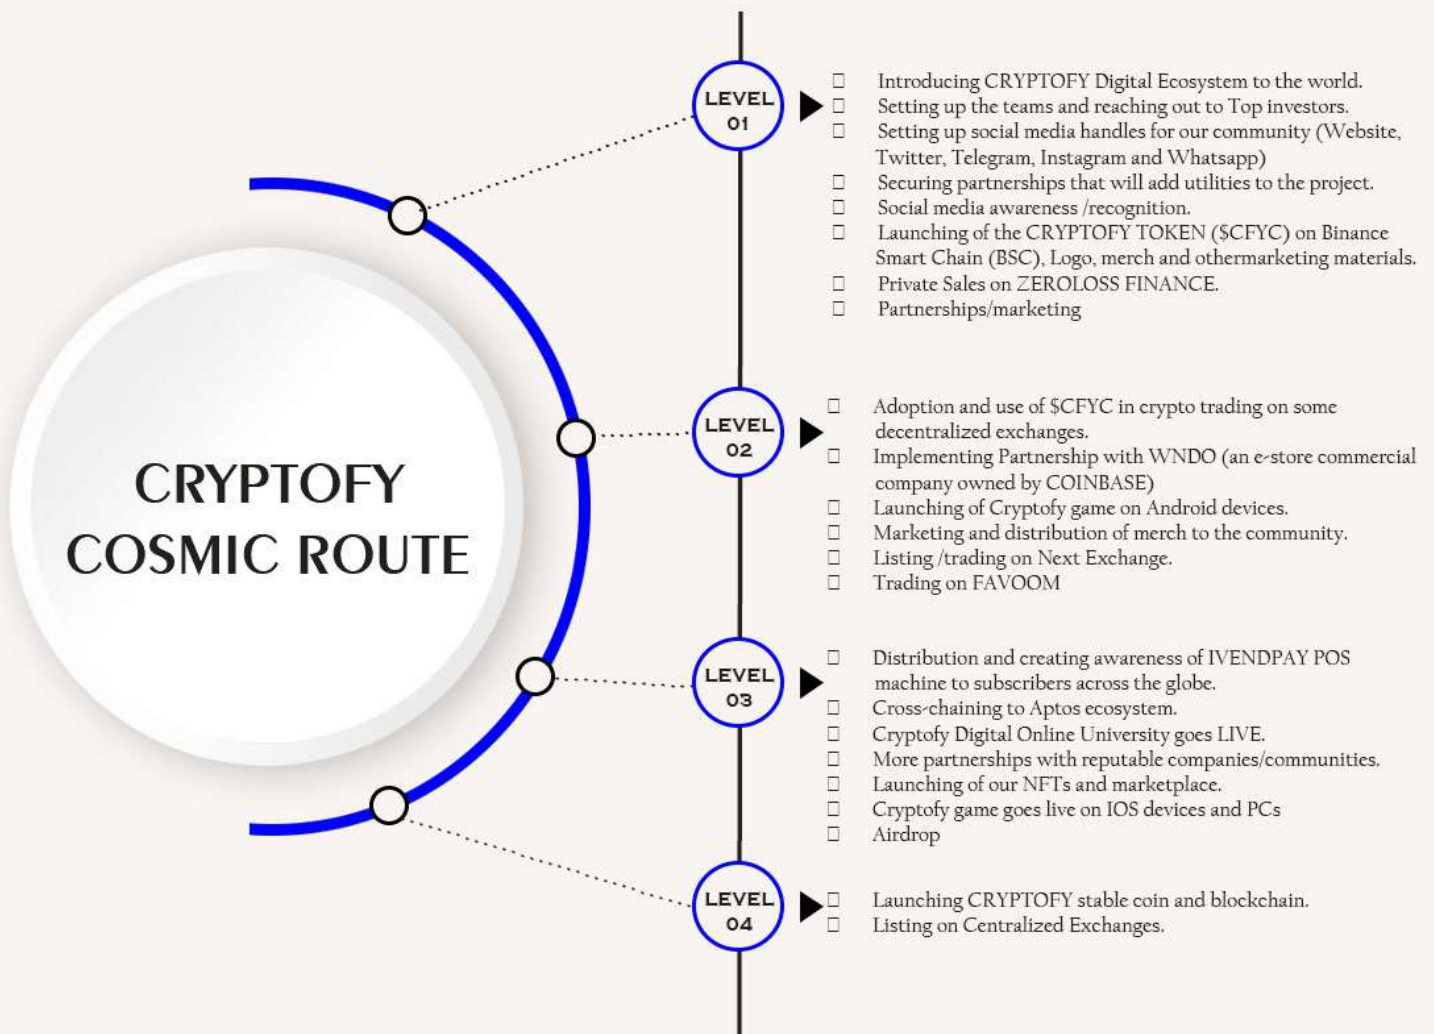 CRYPTOFY
COSMIC ROUTE
LEVEL
01
Introducing CRYPTOFY Digital Ecosystem to the world.
Setting up the teams and reaching out to Top investors.
Setting up social media handles for our community (Website,
Twitter, Telegram, Instagram and Whatsapp)
Securing partnerships that will add utilities to the project.
Social media awareness /recognition.
Launching of the CRYPTOFY TOKEN ($CFYC) on Binance
Smart Chain (BSC), Logo, merch and othermarketing materials.
Private Sales on ZEROLOSS FINANCE.
Partnerships/marketing
LEVEL
02
Adoption and use of $CFYC in crypto trading on some
decentralized exchanges.
Implementing Partnership with WNDO (an e-store commercial
company owned by COINBASE)
Launching of Cryptofy game on Android devices.
Marketing and distribution of merch to the community.
Listing /trading on Next Exchange.
Trading on FAVOOM
LEVEL
03
Distribution and creating awareness of IVENDPAY POS
machine to subscribers across the globe.
Cross-chaining to Aptos ecosystem.
Cryptofy Digital Online University goes LIVE.
More partnerships with reputable companies/communities.
Launching of our NFTs and marketplace.
Cryptofy game goes live on IOS devices and PCs
Airdrop
LEVEL
04
Launching CRYPTOFY stable coin and blockchain.
Listing on Centralized Exchanges.